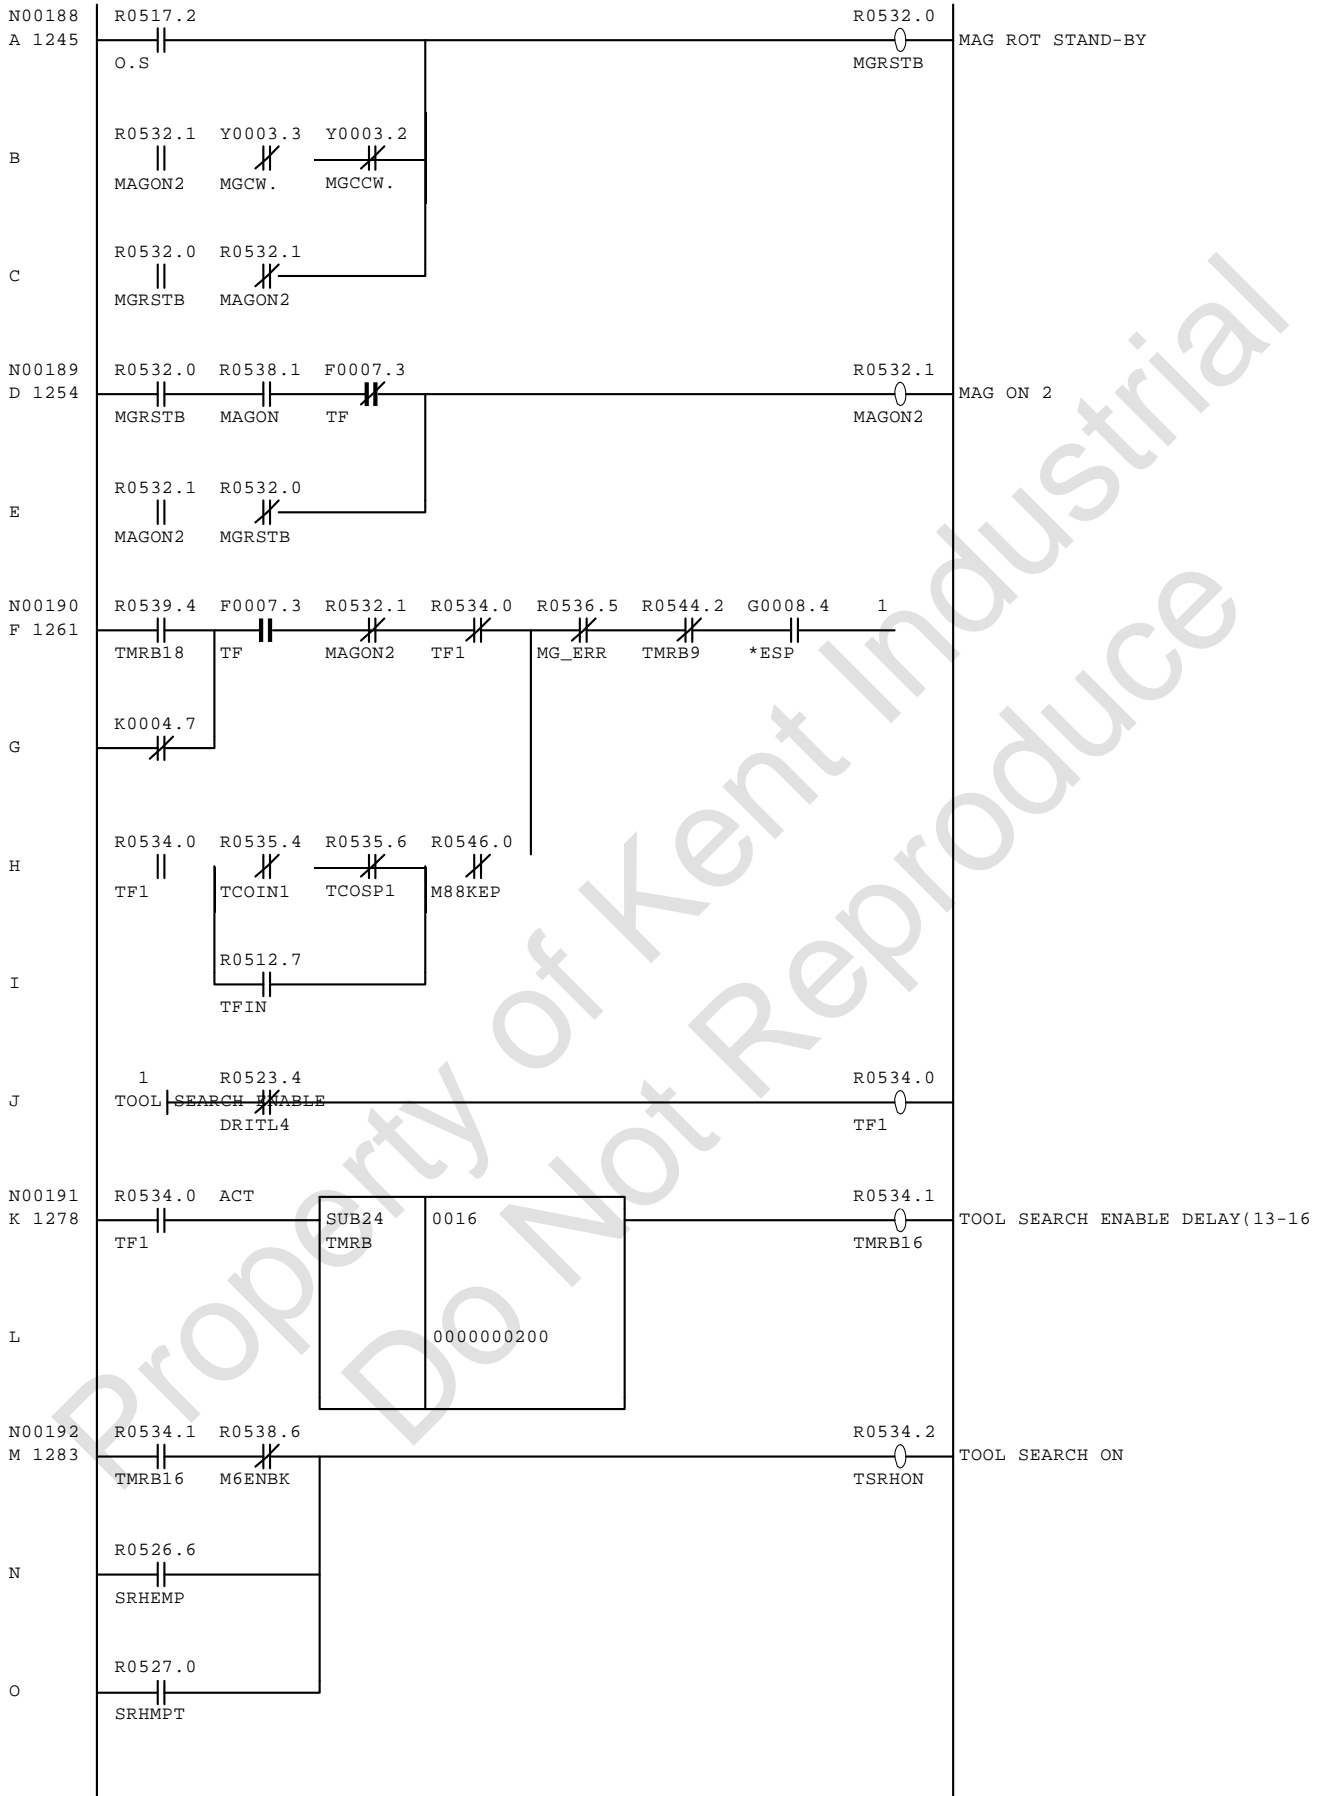 N00188 R0517.2 R0532.0
A 1245 MAG ROT STAND-BY
O.S MGRSTB
R0532.1 Y0003.3 Y0003.2
B
MAGON2 MGCW. MGCCW.
R0532.0 R0532.1
C
MGRSTB MAGON2
N00189 R0532.0 R0538.1 F0007.3 R0532.1
D 1254 MAG ON 2
MGRSTB MAGON TF MAGON2
R0532.1 R0532.0
E
MAGON2 MGRSTB
N00190 R0539.4 F0007.3 R0532.1 R0534.0 R0536.5 R0544.2 G0008.4 1
F 1261
TMRB18 TF MAGON2 TF1 MG_ERR TMRB9 *ESP
K0004.7
G
R0534.0 R0535.4 R0535.6 R0546.0
H
TF1 TCOIN1 TCOSP1 M88KEP
R0512.7
I
TFIN
1 R0523.4 R0534.0
J TOOL SEARCH ENABLE
DRITL4 TF1
N00191 R0534.0 ACT R0534.1
K 1278 SUB24 0016 TOOL SEARCH ENABLE DELAY(13-16
TF1 TMRB TMRB16
L 0000000200
N00192 R0534.1 R0538.6 R0534.2
M 1283 TOOL SEARCH ON
TMRB16 M6ENBK TSRHON
R0526.6
N
SRHEMP
R0527.0
O
SRHMPT
Property of Kent Industrial
Do Not Reproduce